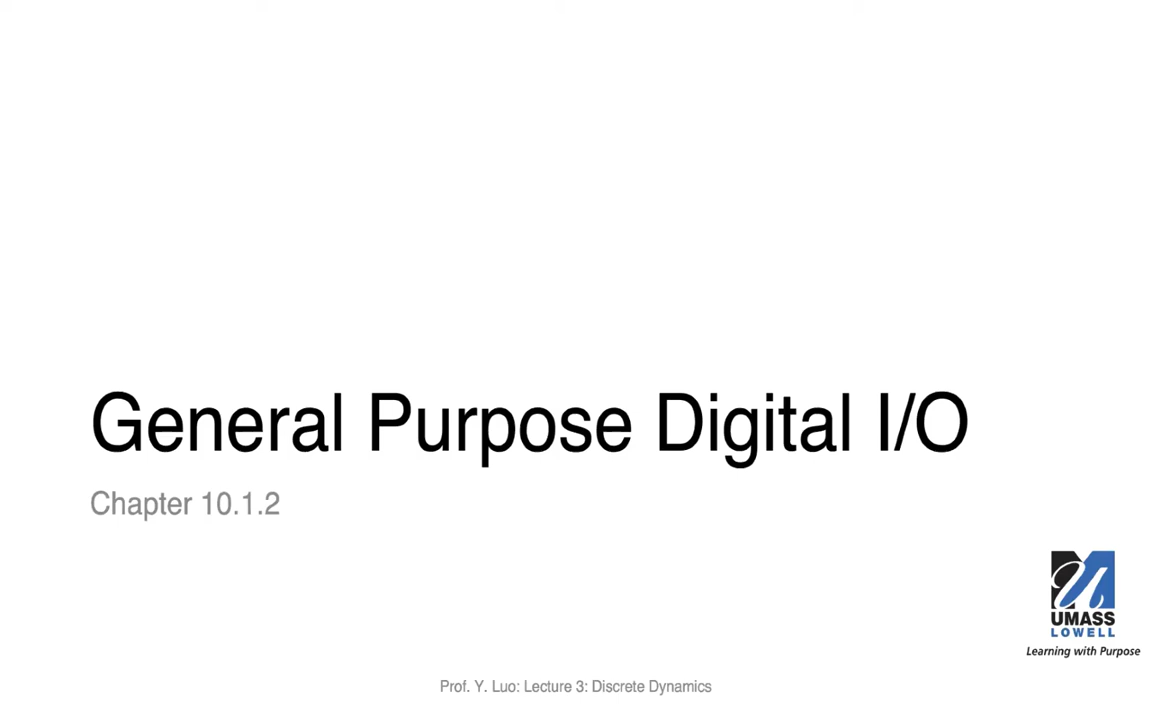 General Purpose Digital I/O
Chapter 10.1.2
UMASS
LOWELL
Learning with Purpose
Prof. Y. Luo: Lecture 3: Discrete Dynamics